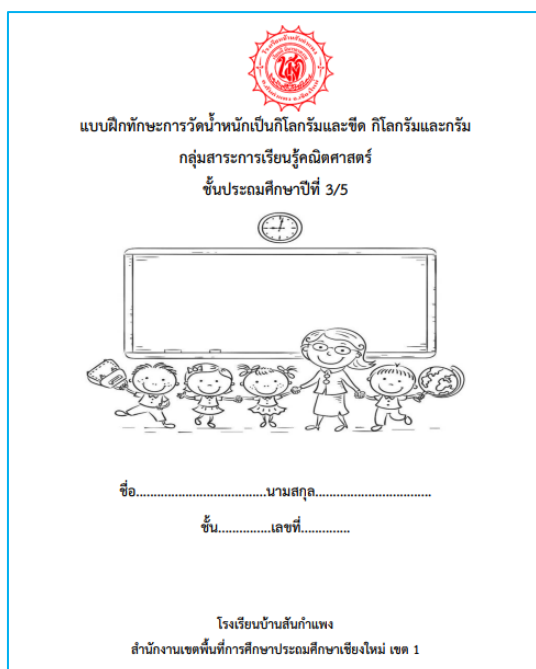 แบบฝึกทักษะการวัดน้ำหนักเป็นกิโลกรัมและขีด กิโลกรัมและกรัม
กลุ่มสาระการเรียนรู้คณิตศาสตร์
ชั้นประถมศึกษาปีที่ 3/5
ชื่อ.......................................นามสกุล...................................
ชั้น................เลขที่...............
โรงเรียนบ้านสันกำแพง
สำนักงานเขตพื้นที่การศึกษาประถมศึกษาเชียงใหม่ เขต 1